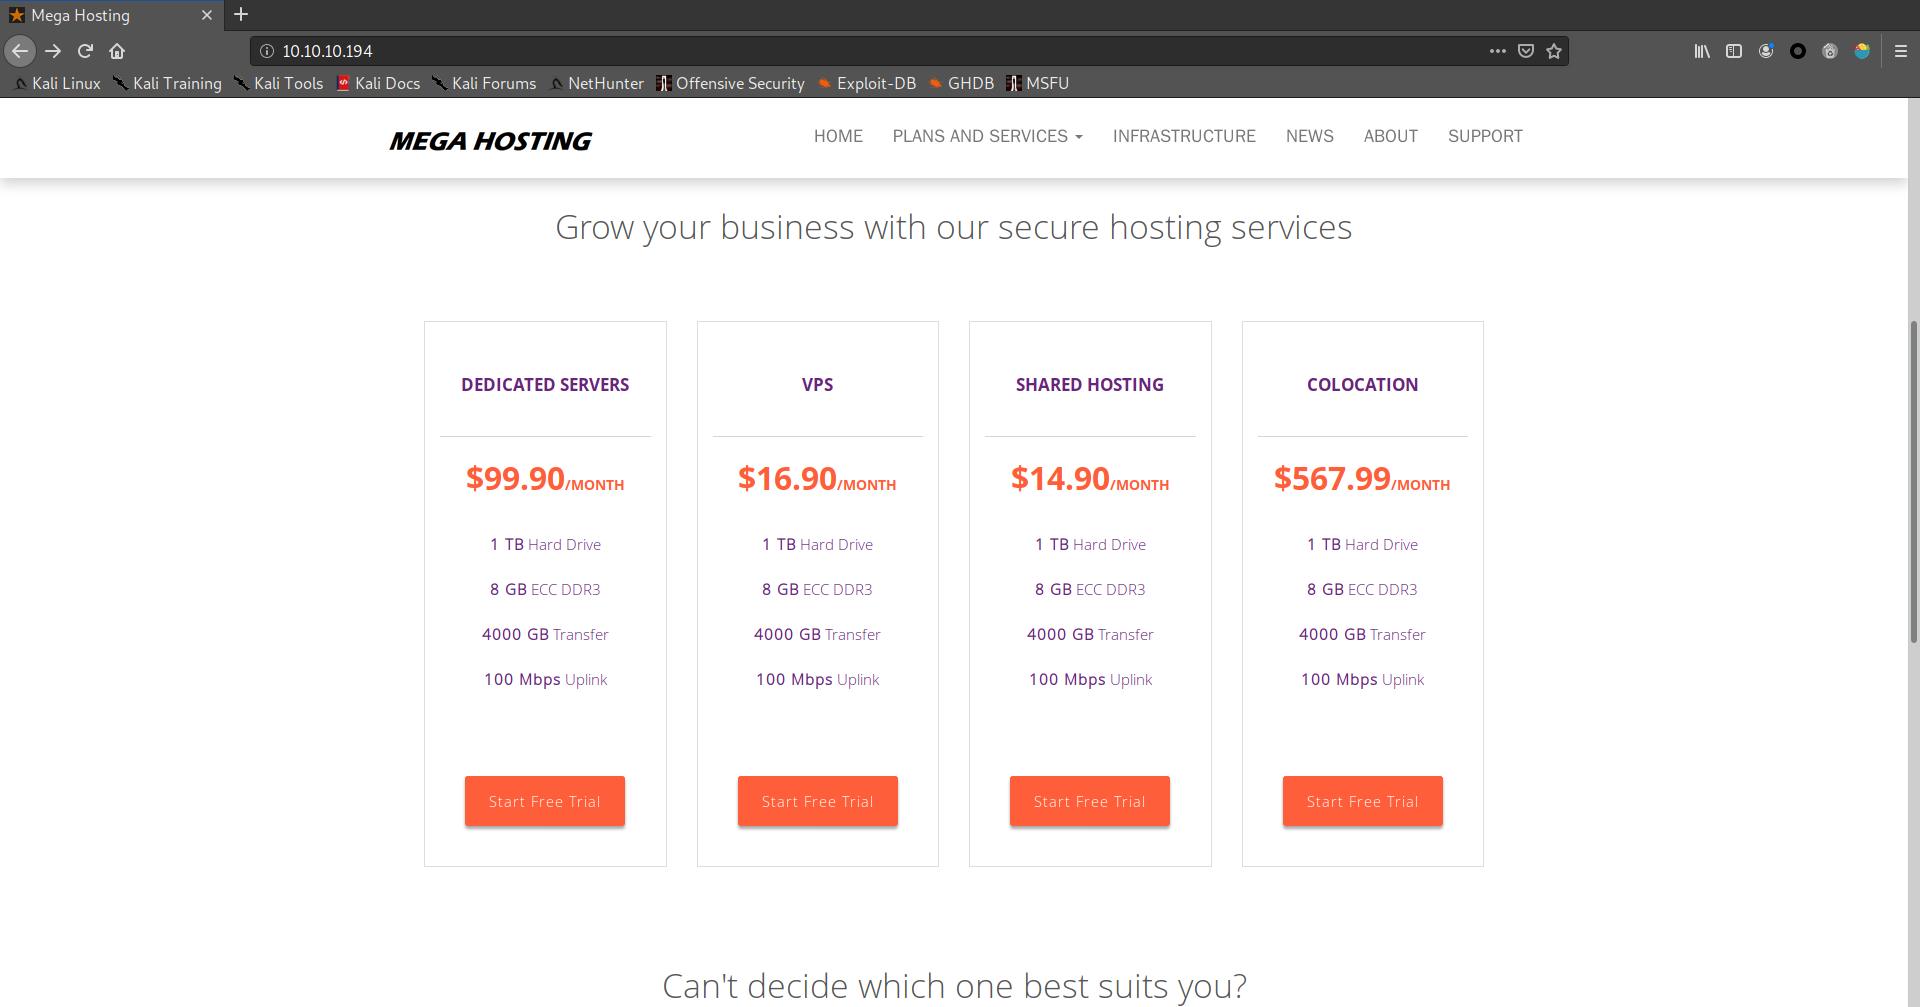 Mega Hosting
10.10.10.194
Kali Linux Kali Training Kali Tools Kali Docs Kali Forums NetHunter Offensive Security Exploit-DB GHDB MSFU
MEGA HOSTING
HOME PLANS AND SERVICES INFRASTRUCTURE NEWS ABOUT SUPPORT
Grow your business with our secure hosting services
DEDICATED SERVERS
$99.90/MONTH
1 TB Hard Drive
8 GB ECC DDR3
4000 GB Transfer
100 Mbps Uplink
Start Free Trial
VPS
$16.90/MONTH
1 TB Hard Drive
8 GB ECC DDR3
4000 GB Transfer
100 Mbps Uplink
Start Free Trial
SHARED HOSTING
$14.90/MONTH
1 TB Hard Drive
8 GB ECC DDR3
4000 GB Transfer
100 Mbps Uplink
Start Free Trial
COLOCATION
$567.99/MONTH
1 TB Hard Drive
8 GB ECC DDR3
4000 GB Transfer
100 Mbps Uplink
Start Free Trial
Can't decide which one best suits you?